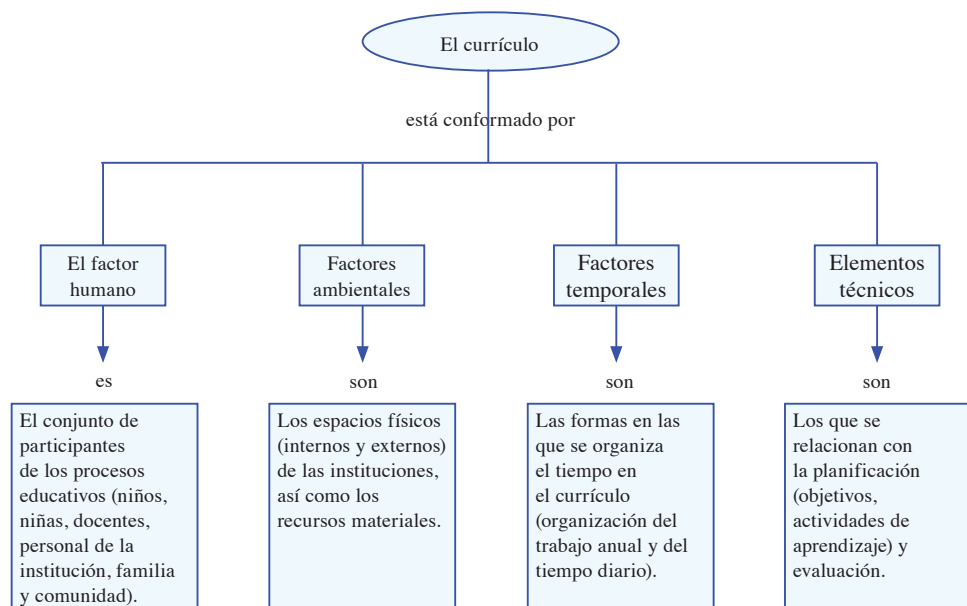 El currículo
está conformado por
El factor
humano
Factores
ambientales
Factores
temporales
Elementos
técnicos
es
son
son
son
El conjunto de
participantes
de los procesos
educativos (niños,
niñas, docentes,
personal de la
institución, familia
y comunidad).
Los espacios físicos
(internos y externos)
de las instituciones,
así como los
recursos materiales.
Las formas en las
que se organiza
el tiempo en
el currículo
(organización del
trabajo anual y del
tiempo diario).
Los que se
relacionan con
la planificación
(objetivos,
actividades de
aprendizaje) y
evaluación.